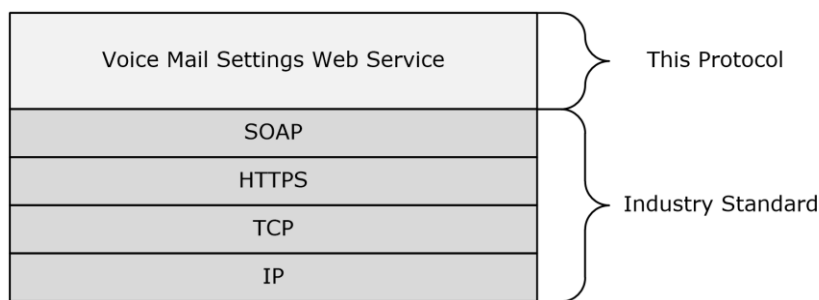 Voice Mail Settings Web Service
This Protocol
SOAP
HTTPS
TCP
IP
Industry Standard